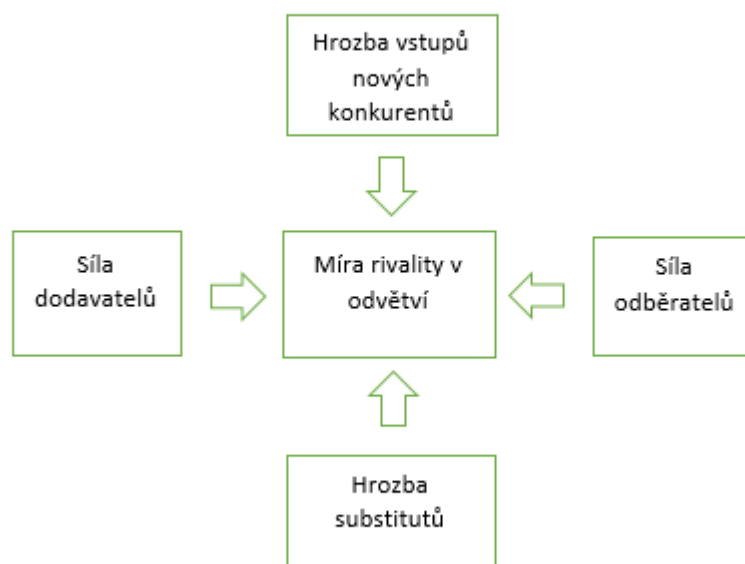 Hrozba vstupů
nových
konkurentů
Síla
dodavatelů
Míra rivality v
odvětví
Síla
odběratelů
Hrozba
substitutů